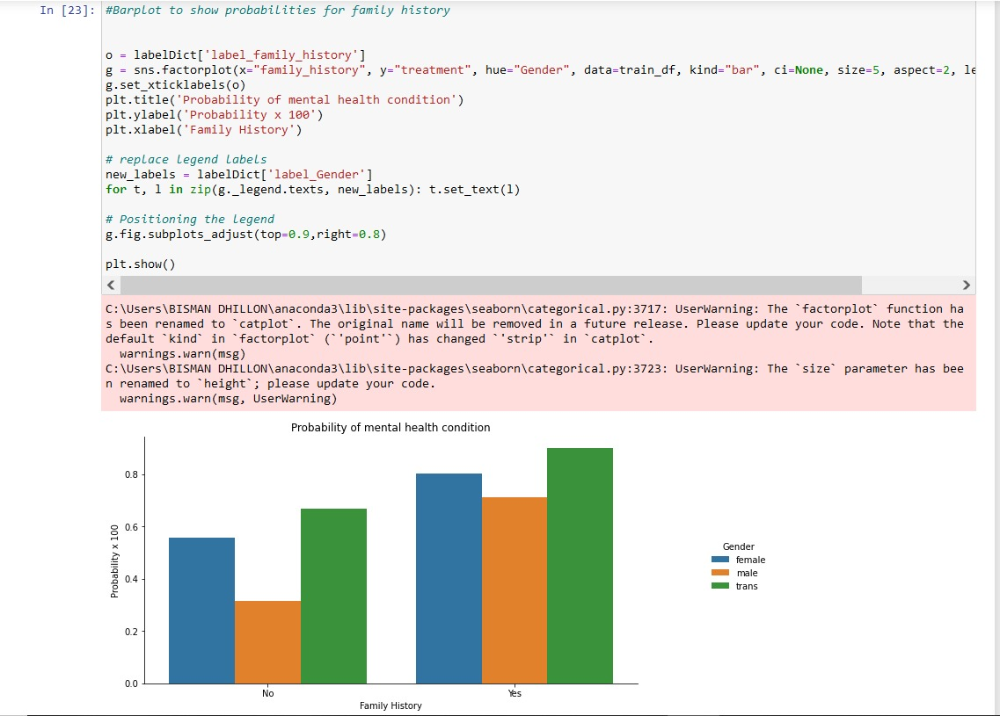 In [23]: #Barplot to show probabilities for family history
o = labelDict['label_family_history']
g = sns.factorplot(x="family_history", y="treatment", hue="Gender", data=train_df, kind="bar", ci=None, size=5, aspect=2, le
g.set_xticklabels(o)
plt.title('Probability of mental health condition')
plt.ylabel('Probability x 100')
plt.xlabel('Family History')
# replace legend labels
new_labels = labelDict['label_Gender']
for t, l in zip(g._legend.texts, new_labels): t.set_text(l)
# Positioning the legend
g.fig.subplots_adjust(top=0.9,right=0.8)
plt.show()
C:\Users\BISMAN DHILLON\anaconda3\lib\site-packages\seaborn\categorical.py:3717: UserWarning: The `factorplot` function ha
s been renamed to `catplot`. The original name will be removed in a future release. Please update your code. Note that the
default `kind` in `factorplot` (`'point'`) has changed `'strip'` in `catplot`.
warnings.warn(msg)
C:\Users\BISMAN DHILLON\anaconda3\lib\site-packages\seaborn\categorical.py:3723: UserWarning: The `size` parameter has bee
n renamed to `height`; please update your code.
warnings.warn(msg, UserWarning)
Probability of mental health condition
0.8
0.6
0.4
0.2
0.0
Probability x 100
No Yes
Family History
Gender
female
male
trans